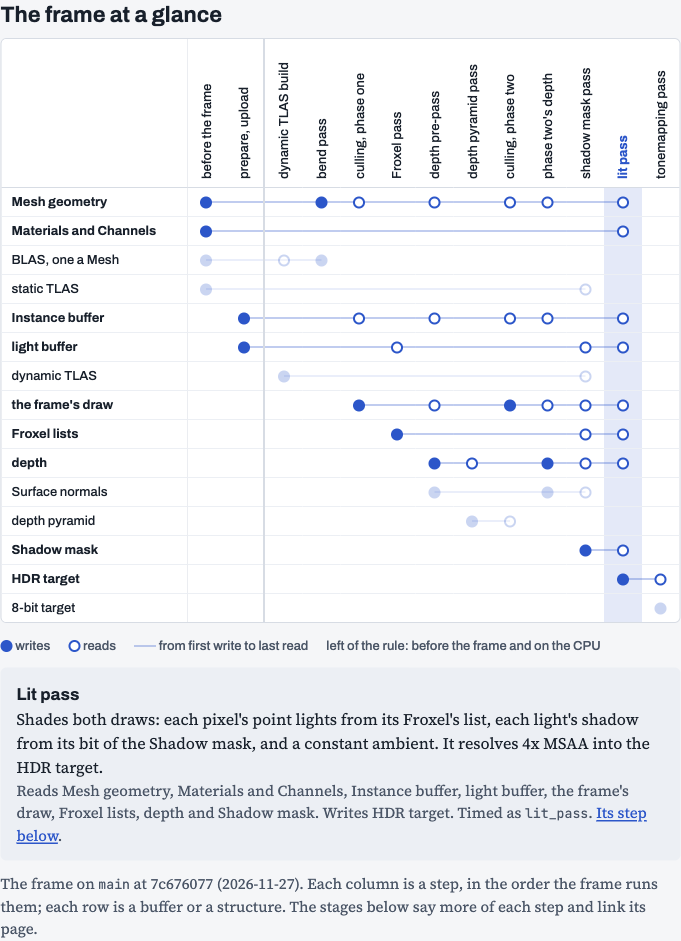 The frame at a glance
before the frame
prepare, upload
dynamic TLAS build
bend pass
culling, phase one
Froxel pass
depth pre-pass
depth pyramid pass
culling, phase two
phase two's depth
shadow mask pass
lit pass
tonemapping pass
Mesh geometry
Materials and Channels
BLAS, one a Mesh
static TLAS
Instance buffer
light buffer
dynamic TLAS
the frame's draw
Froxel lists
depth
Surface normals
depth pyramid
Shadow mask
HDR target
8-bit target
writes reads from first write to last read left of the rule: before the frame and on the CPU
Lit pass
Shades both draws: each pixel's point lights from its Froxel's list, each light's shadow
from its bit of the Shadow mask, and a constant ambient. It resolves 4x MSAA into the
HDR target.
Reads Mesh geometry, Materials and Channels, Instance buffer, light buffer, the frame's
draw, Froxel lists, depth and Shadow mask. Writes HDR target. Timed as lit_pass. Its step
below.
The frame on main at 7c676077 (2026-11-27). Each column is a step, in the order the frame runs
them; each row is a buffer or a structure. The stages below say more of each step and link its
page.